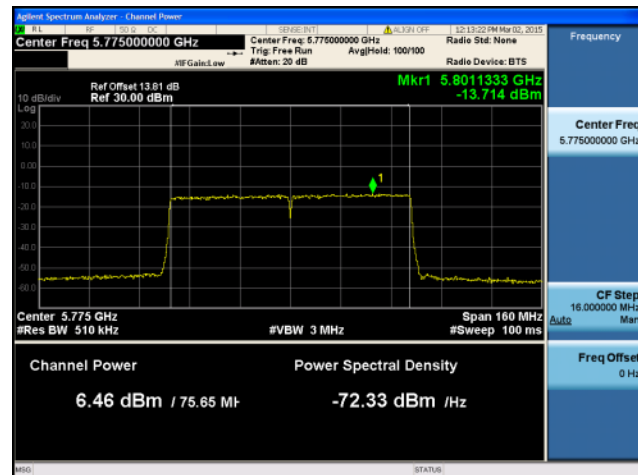 Agilent Spectrum Analyzer - Channel Power
RL RF 50 Ω DC SENSE:INT ALIGN OFF 12:13:22 PM Mar 02, 2015
Center Freq 5.775000000 GHz
Center Freq: 5.775000000 GHz
Radio Std: None
Trig: Free Run
Avg|Hold: 100/100
#IFGain:Low
#Atten: 20 dB
Radio Device: BTS
Frequency
Ref Offset 13.81 dB
Mkr1 5.8011333 GHz
10 dB/div
Ref 30.00 dBm
-13.714 dBm
Log
20.0
10.0
0.00
-10.0
-20.0
-30.0
-40.0
-50.0
-60.0
1
Center 5.775 GHz
Span 160 MHz
#Res BW 510 kHz
#VBW 3 MHz
#Sweep 100 ms
Center Freq
5.775000000 GHz
CF Step
16.000000 MHz
Auto Man
Freq Offset
0 Hz
Channel Power
Power Spectral Density
6.46 dBm / 75.65 MH
-72.33 dBm /Hz
MSG
STATUS